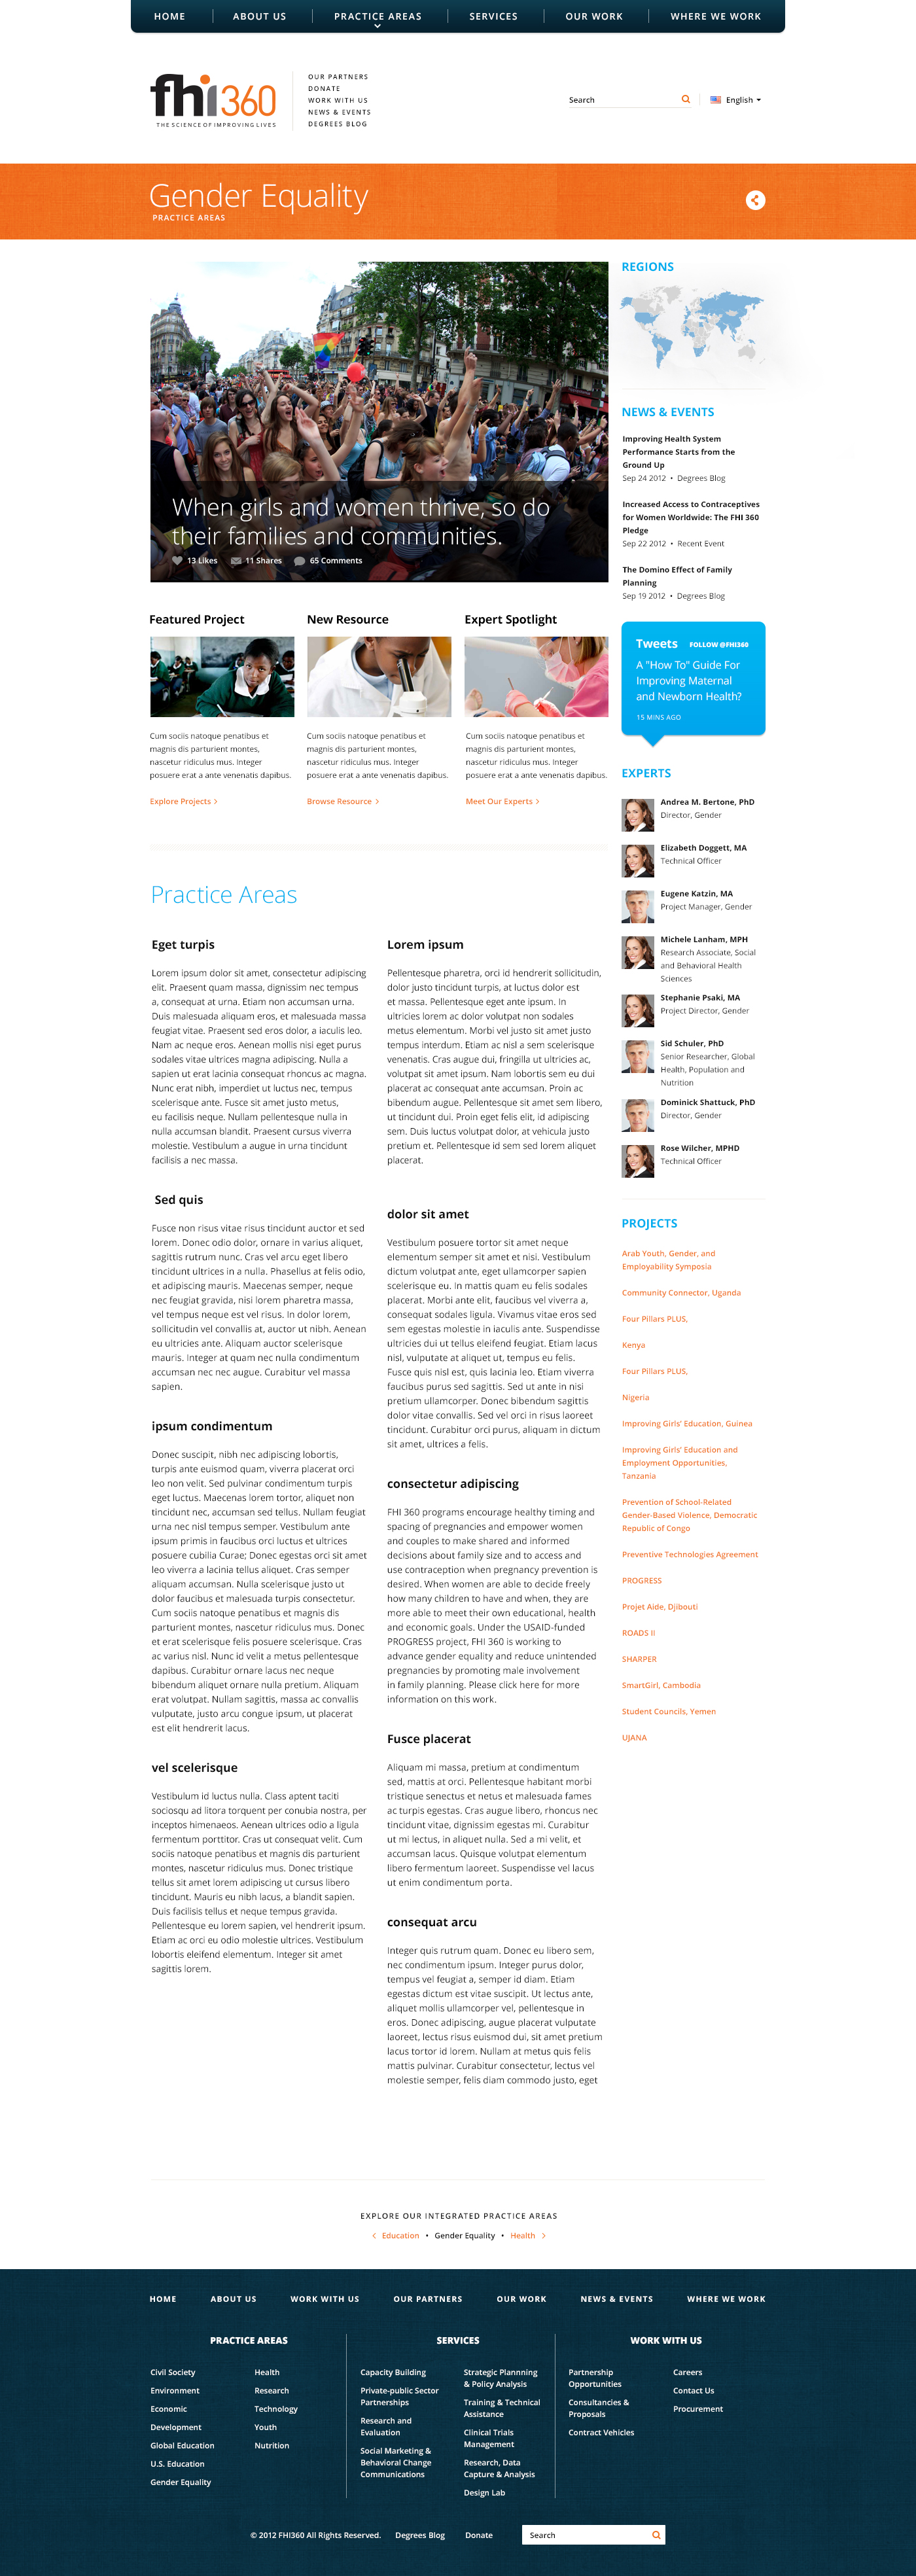 HOME
ABOUT US
PRACTICE AREAS
SERVICES
OUR WORK
WHERE WE WORK
fhi360
THE SCIENCE OF IMPROVING LIVES
OUR PARTNERS
DONATE
WORK WITH US
NEWS & EVENTS
DEGREES BLOG
Search
English
Gender Equality
PRACTICE AREAS
When girls and women thrive, so do
their families and communities.
13 Likes
11 Shares
65 Comments
Featured Project
Cum sociis natoque penatibus et
magnis dis parturient montes,
nascetur ridiculus mus. Integer
posuere erat a ante venenatis dapibus.
Explore Projects >
New Resource
Cum sociis natoque penatibus et
magnis dis parturient montes,
nascetur ridiculus mus. Integer
posuere erat a ante venenatis dapibus.
Browse Resource >
Expert Spotlight
Cum sociis natoque penatibus et
magnis dis parturient montes,
nascetur ridiculus mus. Integer
posuere erat a ante venenatis dapibus.
Meet Our Experts >
Practice Areas
Eget turpis
Lorem ipsum dolor sit amet, consectetur adipiscing
elit. Praesent quam massa, dignissim nec tempus
a, consequat at urna. Etiam non accumsan urna.
Duis malesuada aliquam eros, et malesuada massa
feugiat vitae. Praesent sed eros dolor, a iaculis leo.
Nam ac neque eros. Aenean mollis nisi eget purus
sodales vitae ultrices magna adipiscing. Nulla a
sapien ut erat lacinia consequat rhoncus ac magna.
Nunc erat nibh, imperdiet ut luctus nec, tempus
scelerisque ante. Fusce sit amet justo metus,
eu facilisis neque. Nullam pellentesque nulla in
nulla accumsan blandit. Praesent cursus viverra
molestie. Vestibulum a augue in urna tincidunt
facilisis a nec massa.
Sed quis
Fusce non risus vitae risus tincidunt auctor et sed
lorem. Donec odio dolor, ornare in varius aliquet,
sagittis rutrum nunc. Cras vel arcu eget libero
tincidunt ultrices in a nulla. Phasellus at felis odio,
et adipiscing mauris. Maecenas semper, neque
nec feugiat gravida, nisi lorem pharetra massa,
vel tempus neque est vel risus. In dolor lorem,
sollicitudin vel convallis at, auctor ut nibh. Aenean
eu ultricies ante. Aliquam auctor scelerisque
mauris. Integer at quam nec nulla condimentum
accumsan nec nec augue. Curabitur vel massa
sapien.
ipsum condimentum
Donec suscipit, nibh nec adipiscing lobortis,
turpis ante euismod quam, viverra placerat orci
leo non velit. Sed pulvinar condimentum turpis
eget luctus. Maecenas lorem tortor, aliquet non
tincidunt nec, accumsan sed tellus. Nullam feugiat
urna nec nisl tempus semper. Vestibulum ante
ipsum primis in faucibus orci luctus et ultrices
posuere cubilia Curae; Donec egestas orci sit amet
leo viverra a lacinia tellus aliquet. Cras semper
aliquam accumsan. Nulla scelerisque justo ut
dolor faucibus et malesuada turpis consectetur.
Cum sociis natoque penatibus et magnis dis
parturient montes, nascetur ridiculus mus. Donec
et erat scelerisque felis posuere scelerisque. Cras
ac varius nisl. Nunc id velit a metus pellentesque
dapibus. Curabitur ornare lacus nec neque
bibendum aliquet ornare nulla pretium. Aliquam
erat volutpat. Nullam sagittis, massa ac convallis
vulputate, justo arcu congue ipsum, ut placerat
est elit hendrerit lacus.
vel scelerisque
Vestibulum id luctus nulla. Class aptent taciti
sociosqu ad litora torquent per conubia nostra, per
inceptos himenaeos. Aenean ultrices odio a ligula
fermentum porttitor. Cras ut consequat velit. Cum
sociis natoque penatibus et magnis dis parturient
montes, nascetur ridiculus mus. Donec tristique
tellus sit amet lorem adipiscing ut cursus libero
tincidunt. Mauris eu nibh lacus, a blandit sapien.
Duis facilisis tellus et neque tempus gravida.
Pellentesque eu lorem sapien, vel hendrerit ipsum.
Etiam ac orci eu odio molestie ultrices. Vestibulum
lobortis eleifend elementum. Integer sit amet
sagittis lorem.
Lorem ipsum
Pellentesque pharetra, orci id hendrerit sollicitudin,
dolor justo tincidunt turpis, at luctus dolor est
et massa. Pellentesque eget ante ipsum. In
ultricies lorem ac dolor volutpat non sodales
metus elementum. Morbi vel justo sit amet justo
tempus interdum. Etiam ac nisl a sem scelerisque
venenatis. Cras augue dui, fringilla ut ultricies ac,
volutpat sit amet ipsum. Nam lobortis sem eu dui
placerat ac consequat ante accumsan. Proin ac
bibendum augue. Pellentesque sit amet sem libero,
ut tincidunt dui. Proin eget felis elit, id adipiscing
sem. Duis luctus volutpat dolor, at vehicula justo
pretium et. Pellentesque id sem sed lorem aliquet
placerat.
dolor sit amet
Vestibulum posuere tortor sit amet neque
elementum semper sit amet et nisi. Vestibulum
dictum volutpat ante, eget ullamcorper sapien
scelerisque eu. In mattis quam eu felis sodales
placerat. Morbi ante elit, faucibus vel viverra a,
consequat sodales ligula. Vivamus vitae eros sed
sem egestas molestie in iaculis ante. Suspendisse
ultricies dui ut tellus eleifend feugiat. Etiam lacus
nisl, vulputate at aliquet ut, tempus eu felis.
Fusce quis nisl est, quis lacinia leo. Etiam viverra
faucibus purus sed sagittis. Sed ut ante in nisi
pretium ullamcorper. Donec bibendum sagittis
dolor vitae convallis. Sed vel orci in risus laoreet
tincidunt. Curabitur orci purus, aliquam in dictum
sit amet, ultrices a felis.
consectetur adipiscing
FHI 360 programs encourage healthy timing and
spacing of pregnancies and empower women
and couples to make shared and informed
decisions about family size and to access and
use contraception when pregnancy prevention is
desired. When women are able to decide freely
how many children to have and when, they are
more able to meet their own educational, health
and economic goals. Under the USAID-funded
PROGRESS project, FHI 360 is working to
advance gender equality and reduce unintended
pregnancies by promoting male involvement
in family planning. Please click here for more
information on this work.
Fusce placerat
Aliquam mi massa, pretium at condimentum
sed, mattis at orci. Pellentesque habitant morbi
tristique senectus et netus et malesuada fames
ac turpis egestas. Cras augue libero, rhoncus nec
tincidunt vitae, dignissim egestas mi. Curabitur
ut mi lectus, in aliquet nulla. Sed a mi velit, et
accumsan lacus. Quisque volutpat elementum
libero fermentum laoreet. Suspendisse vel lacus
ut enim condimentum porta.
consequat arcu
Integer quis rutrum quam. Donec eu libero sem,
nec condimentum ipsum. Integer purus dolor,
tempus vel feugiat a, semper id diam. Etiam
egestas dictum est vitae suscipit. Ut lectus ante,
aliquet mollis ullamcorper vel, pellentesque in
eros. Donec adipiscing, augue placerat vulputate
laoreet, lectus risus euismod dui, sit amet pretium
lacus tortor id lorem. Nullam at metus quis felis
mattis pulvinar. Curabitur consectetur, lectus vel
molestie semper, felis diam commodo justo, eget
REGIONS
NEWS & EVENTS
Improving Health System
Performance Starts from the
Ground Up
Sep 24 2012 • Degrees Blog
Increased Access to Contraceptives
for Women Worldwide: The FHI 360
Pledge
Sep 22 2012 • Recent Event
The Domino Effect of Family
Planning
Sep 19 2012 • Degrees Blog
Tweets FOLLOW @FHI360
A "How To" Guide For
Improving Maternal
and Newborn Health?
15 MINS AGO
EXPERTS
Andrea M. Bertone, PhD
Director, Gender
Elizabeth Doggett, MA
Technical Officer
Eugene Katzin, MA
Project Manager, Gender
Michele Lanham, MPH
Research Associate, Social
and Behavioral Health
Sciences
Stephanie Psaki, MA
Project Director, Gender
Sid Schuler, PhD
Senior Researcher, Global
Health, Population and
Nutrition
Dominick Shattuck, PhD
Director, Gender
Rose Wilcher, MPHD
Technical Officer
PROJECTS
Arab Youth, Gender, and
Employability Symposia
Community Connector, Uganda
Four Pillars PLUS,
Kenya
Four Pillars PLUS,
Nigeria
Improving Girls' Education, Guinea
Improving Girls' Education and
Employment Opportunities,
Tanzania
Prevention of School-Related
Gender-Based Violence, Democratic
Republic of Congo
Preventive Technologies Agreement
PROGRESS
Projet Aide, Djibouti
ROADS II
SHARPER
SmartGirl, Cambodia
Student Councils, Yemen
UJANA
EXPLORE OUR INTEGRATED PRACTICE AREAS
< Education • Gender Equality • Health >
HOME
ABOUT US
WORK WITH US
OUR PARTNERS
OUR WORK
NEWS & EVENTS
WHERE WE WORK
PRACTICE AREAS
Civil Society
Environment
Economic
Development
Global Education
U.S. Education
Gender Equality
Health
Research
Technology
Youth
Nutrition
SERVICES
Capacity Building
Private-public Sector
Partnerships
Research and
Evaluation
Social Marketing &
Behavioral Change
Communications
Strategic Plannning
& Policy Analysis
Training & Technical
Assistance
Clinical Trials
Management
Research, Data
Capture & Analysis
Design Lab
WORK WITH US
Partnership
Opportunities
Consultancies &
Proposals
Contract Vehicles
Careers
Contact Us
Procurement
© 2012 FHI360 All Rights Reserved.
Degrees Blog
Donate
Search